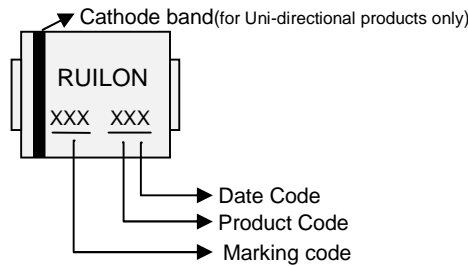 Cathode band(for Uni-directional products only)
RUILON
XXX XXX
Date Code
Product Code
Marking code